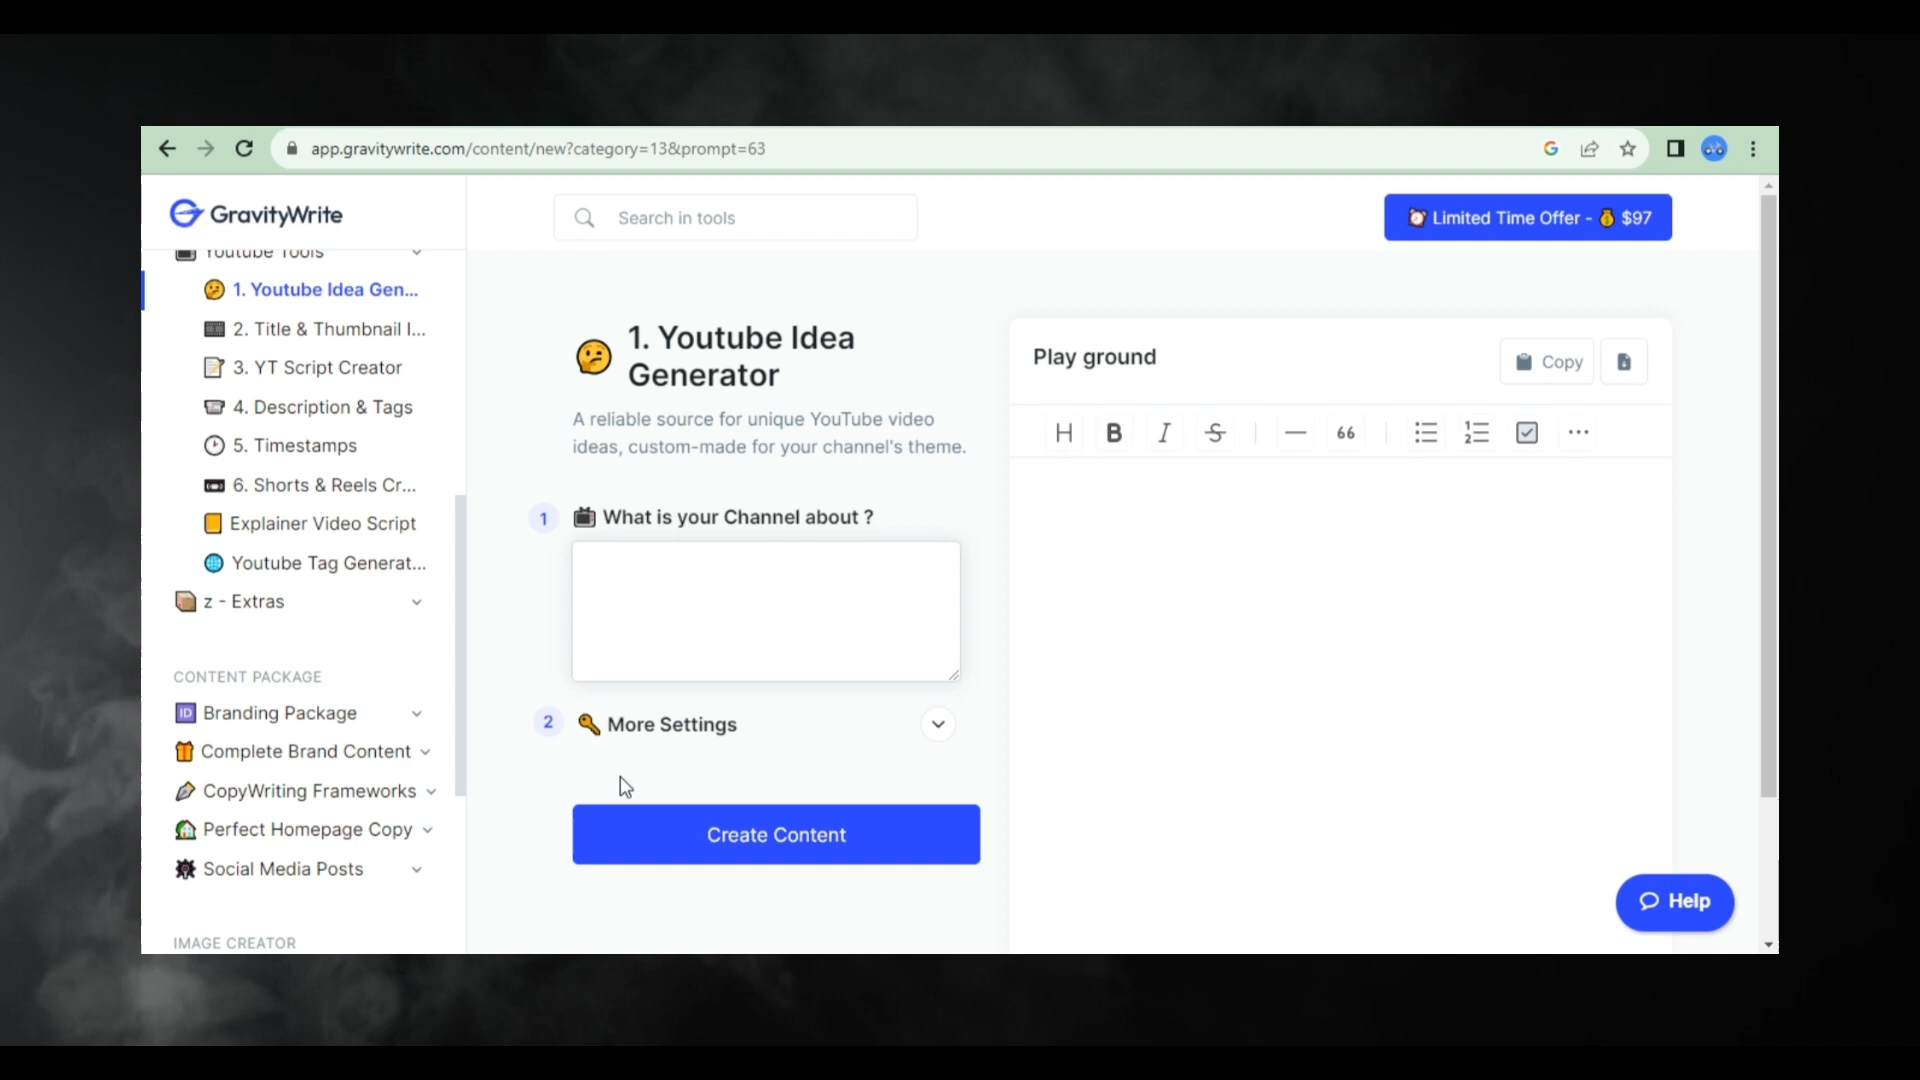 app.gravitywrite.com/content/new?category=13&prompt=63
GravityWrite
Search in tools
Limited Time Offer - $97
Youtube Tools
1. Youtube Idea Gen...
2. Title & Thumbnail I...
3. YT Script Creator
4. Description & Tags
5. Timestamps
6. Shorts & Reels Cr...
Explainer Video Script
Youtube Tag Generat...
z - Extras
CONTENT PACKAGE
Branding Package
Complete Brand Content
CopyWriting Frameworks
Perfect Homepage Copy
Social Media Posts
IMAGE CREATOR
1. Youtube Idea
Generator
A reliable source for unique YouTube video
ideas, custom-made for your channel's theme.
1 What is your Channel about ?
2 More Settings
Create Content
Play ground
Copy
H B I S 66
Help